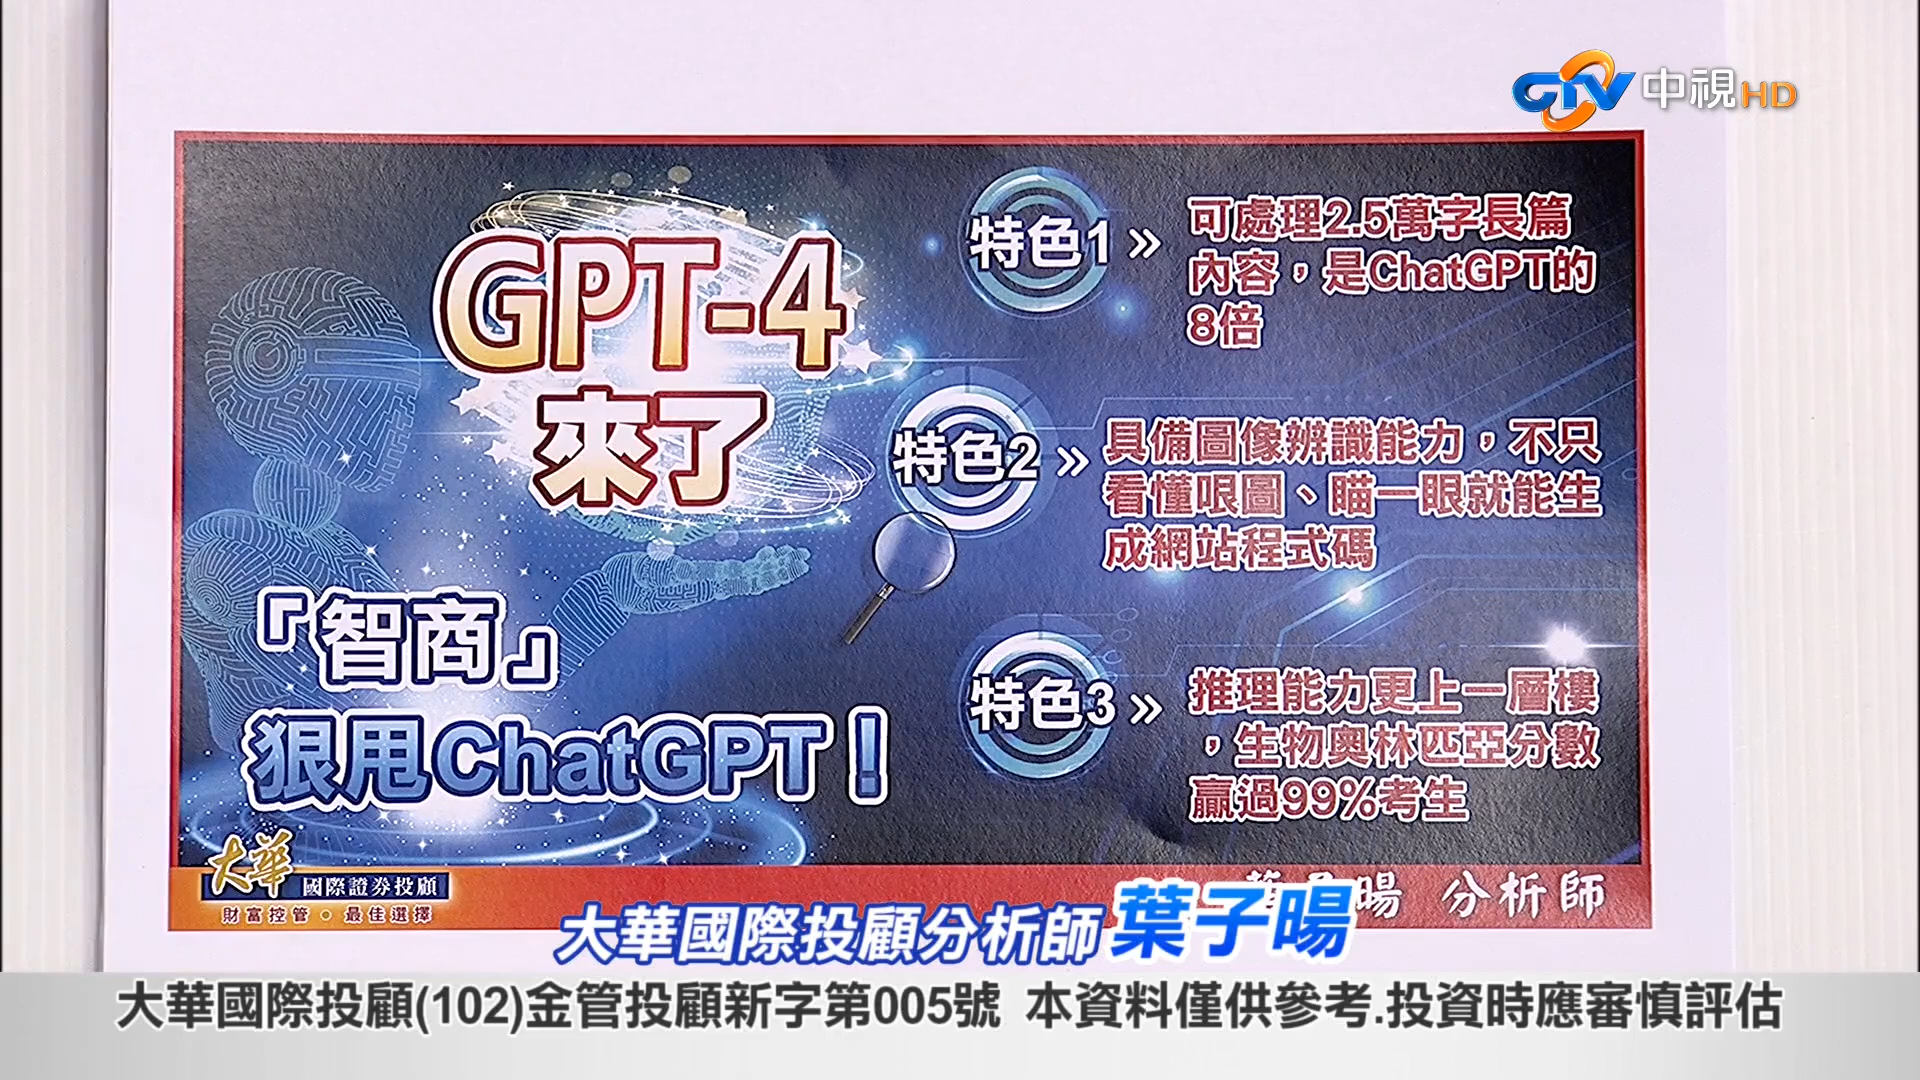 CTV 中視HD
GPT-4
來了
『智商』
狠甩ChatGPT！
特色1 »
可處理2.5萬字長篇
內容，是ChatGPT的
8倍
特色2 »
具備圖像辨識能力，不只
看懂哏圖、瞄一眼就能生
成網站程式碼
特色3 »
推理能力更上一層樓
，生物奧林匹亞分數
贏過99%考生
大華 國際證券投顧
財富控管。最佳選擇
暘 分析師
大華國際投顧分析師 葉子暘
大華國際投顧(102)金管投顧新字第005號 本資料僅供參考.投資時應審慎評估